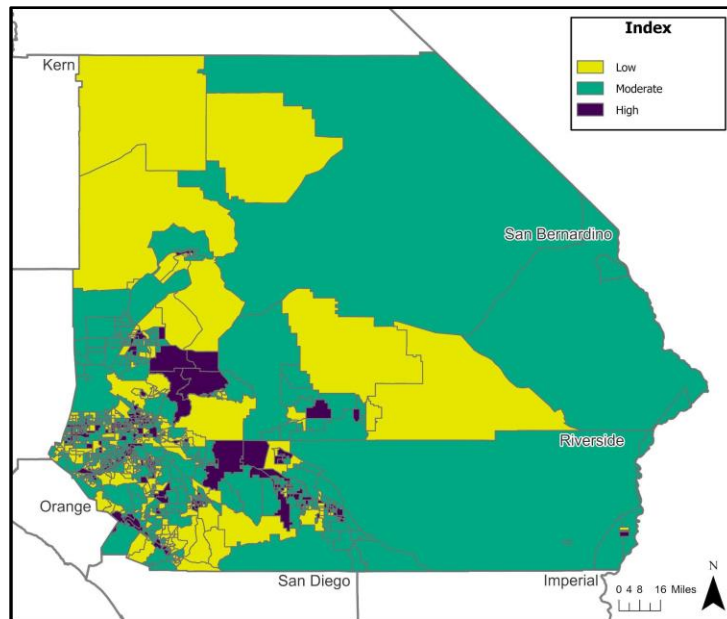 Index
Low
Moderate
High
Kern
San Bernardino
Riverside
Orange
San Diego
Imperial
N
0 4 8 16 Miles